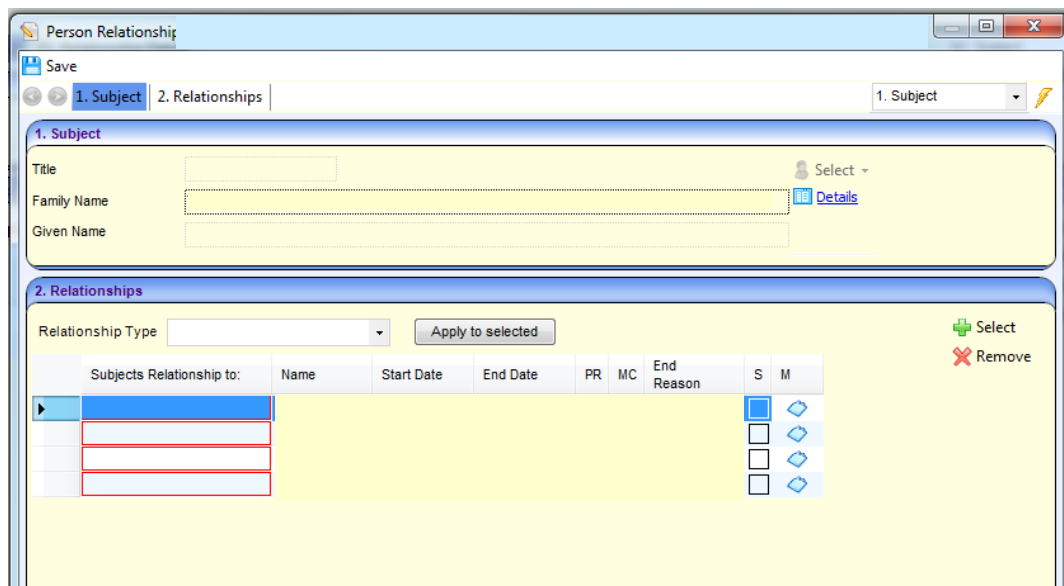 Person Relationship
Save
1. Subject 2. Relationships 1. Subject
1. Subject
Title Select
Family Name Details
Given Name
2. Relationships
Relationship Type Apply to selected Select
Remove
Subjects Relationship to: Name Start Date End Date PR MC End Reason S M